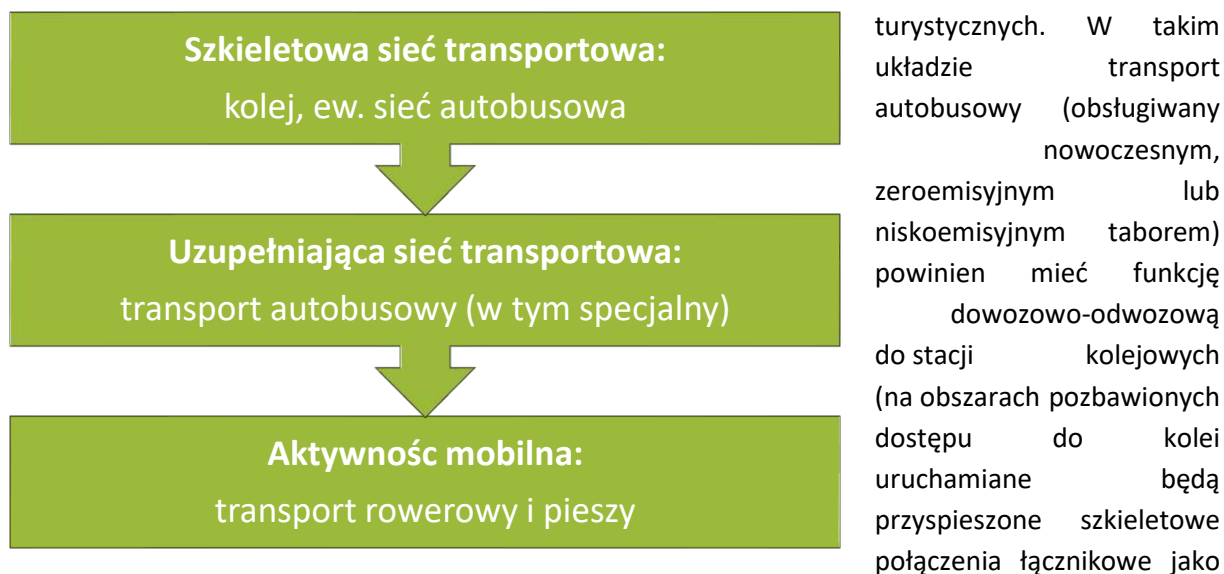 Szkieletowa sieć transportowa:
kolej, ew. sieć autobusowa
Uzupełniająca sieć transportowa:
transport autobusowy (w tym specjalny)
Aktywnośc mobilna:
transport rowerowy i pieszy
turystycznych. W takim
układzie transport
autobusowy (obsługiwany
nowoczesnym,
zeroemisyjnym lub
niskoemisyjnym taborem)
powinien mieć funkcję
dowozowo-odwozową
do stacji kolejowych
(na obszarach pozbawionych
dostępu do kolei
uruchamiane będą
przyspieszone szkieletowe
połączenia łącznikowe jako